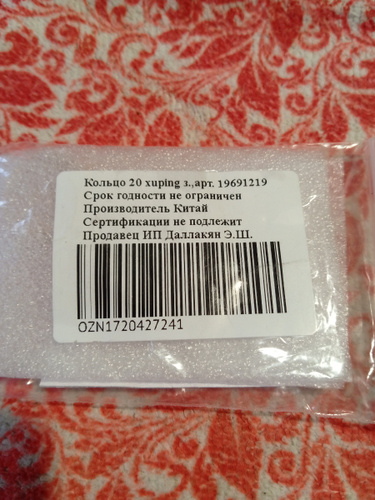 Кольцо 20 xuping з.,арт. 19691219
Срок годности не ограничен
Производитель Китай
Сертификации не подлежит
Продавец ИП Даллакян Э.Ш.
OZN1720427241